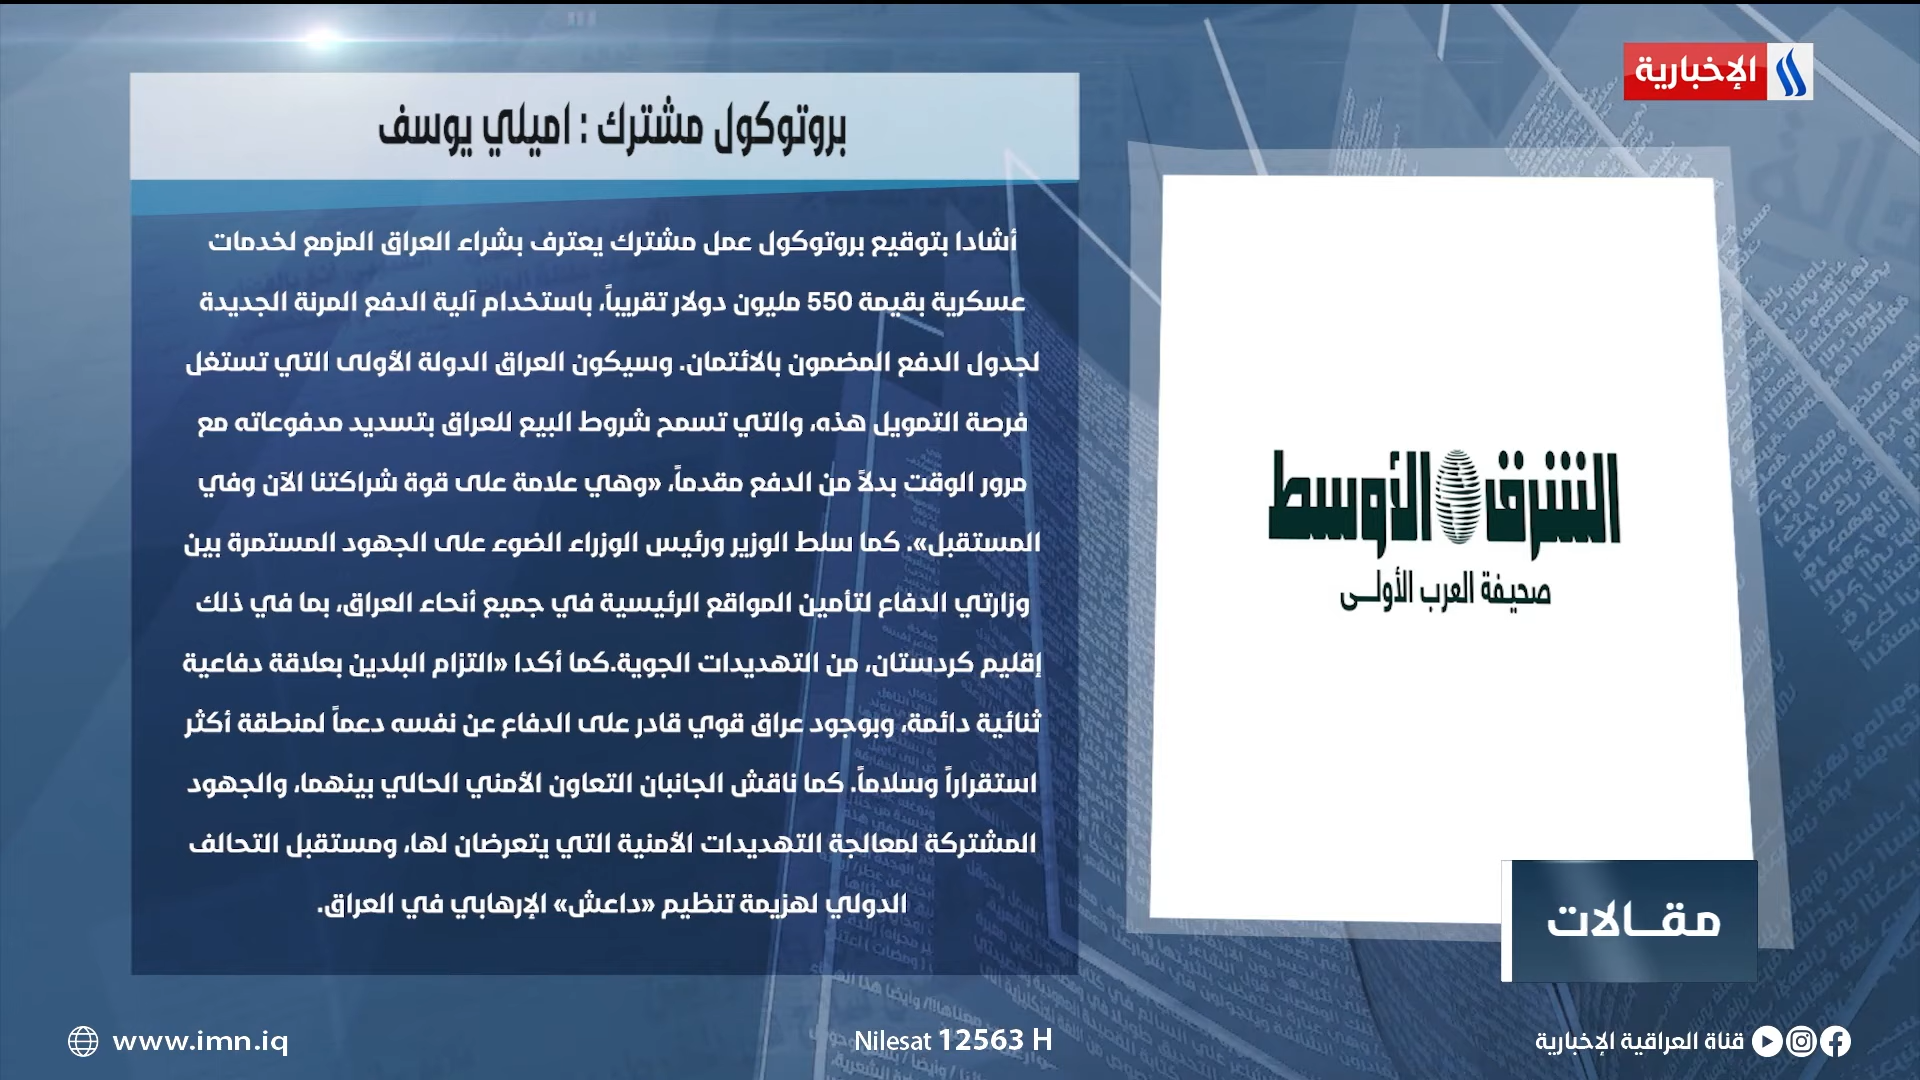 الإخبارية
بروتوكول مشترك : اميلي يوسف
أشادا بتوقيع بروتوكول عمل مشترك يعترف بشراء العراق المزمع لخدمات
عسكرية بقيمة 550 مليون دولار تقريباً، باستخدام آلية الدفع المرنة الجديدة
لجدول الدفع المضمون بالائتمان. وسيكون العراق الدولة الأولى التي تستغل
فرصة التمويل هذه، والتي تسمح شروط البيع للعراق بتسديد مدفوعاته مع
مرور الوقت بدلاً من الدفع مقدماً، «وهي علامة على قوة شراكتنا الآن وفي
المستقبل». كما سلط الوزير ورئيس الوزراء الضوء على الجهود المستمرة بين
وزارتي الدفاع لتأمين المواقع الرئيسية في جميع أنحاء العراق، بما في ذلك
إقليم كردستان، من التهديدات الجوية.كما أكدا «التزام البلدين بعلاقة دفاعية
ثنائية دائمة، وبوجود عراق قوي قادر على الدفاع عن نفسه دعماً لمنطقة أكثر
استقراراً وسلاماً. كما ناقش الجانبان التعاون الأمني الحالي بينهما، والجهود
المشتركة لمعالجة التهديدات الأمنية التي يتعرضان لها، ومستقبل التحالف
الدولي لهزيمة تنظيم «داعش» الإرهابي في العراق.
الشرق الأوسط
صحيفة العرب الأولى
مقـالات
قناة العراقية الإخبارية
Nilesat 12563 H
www.imn.iq